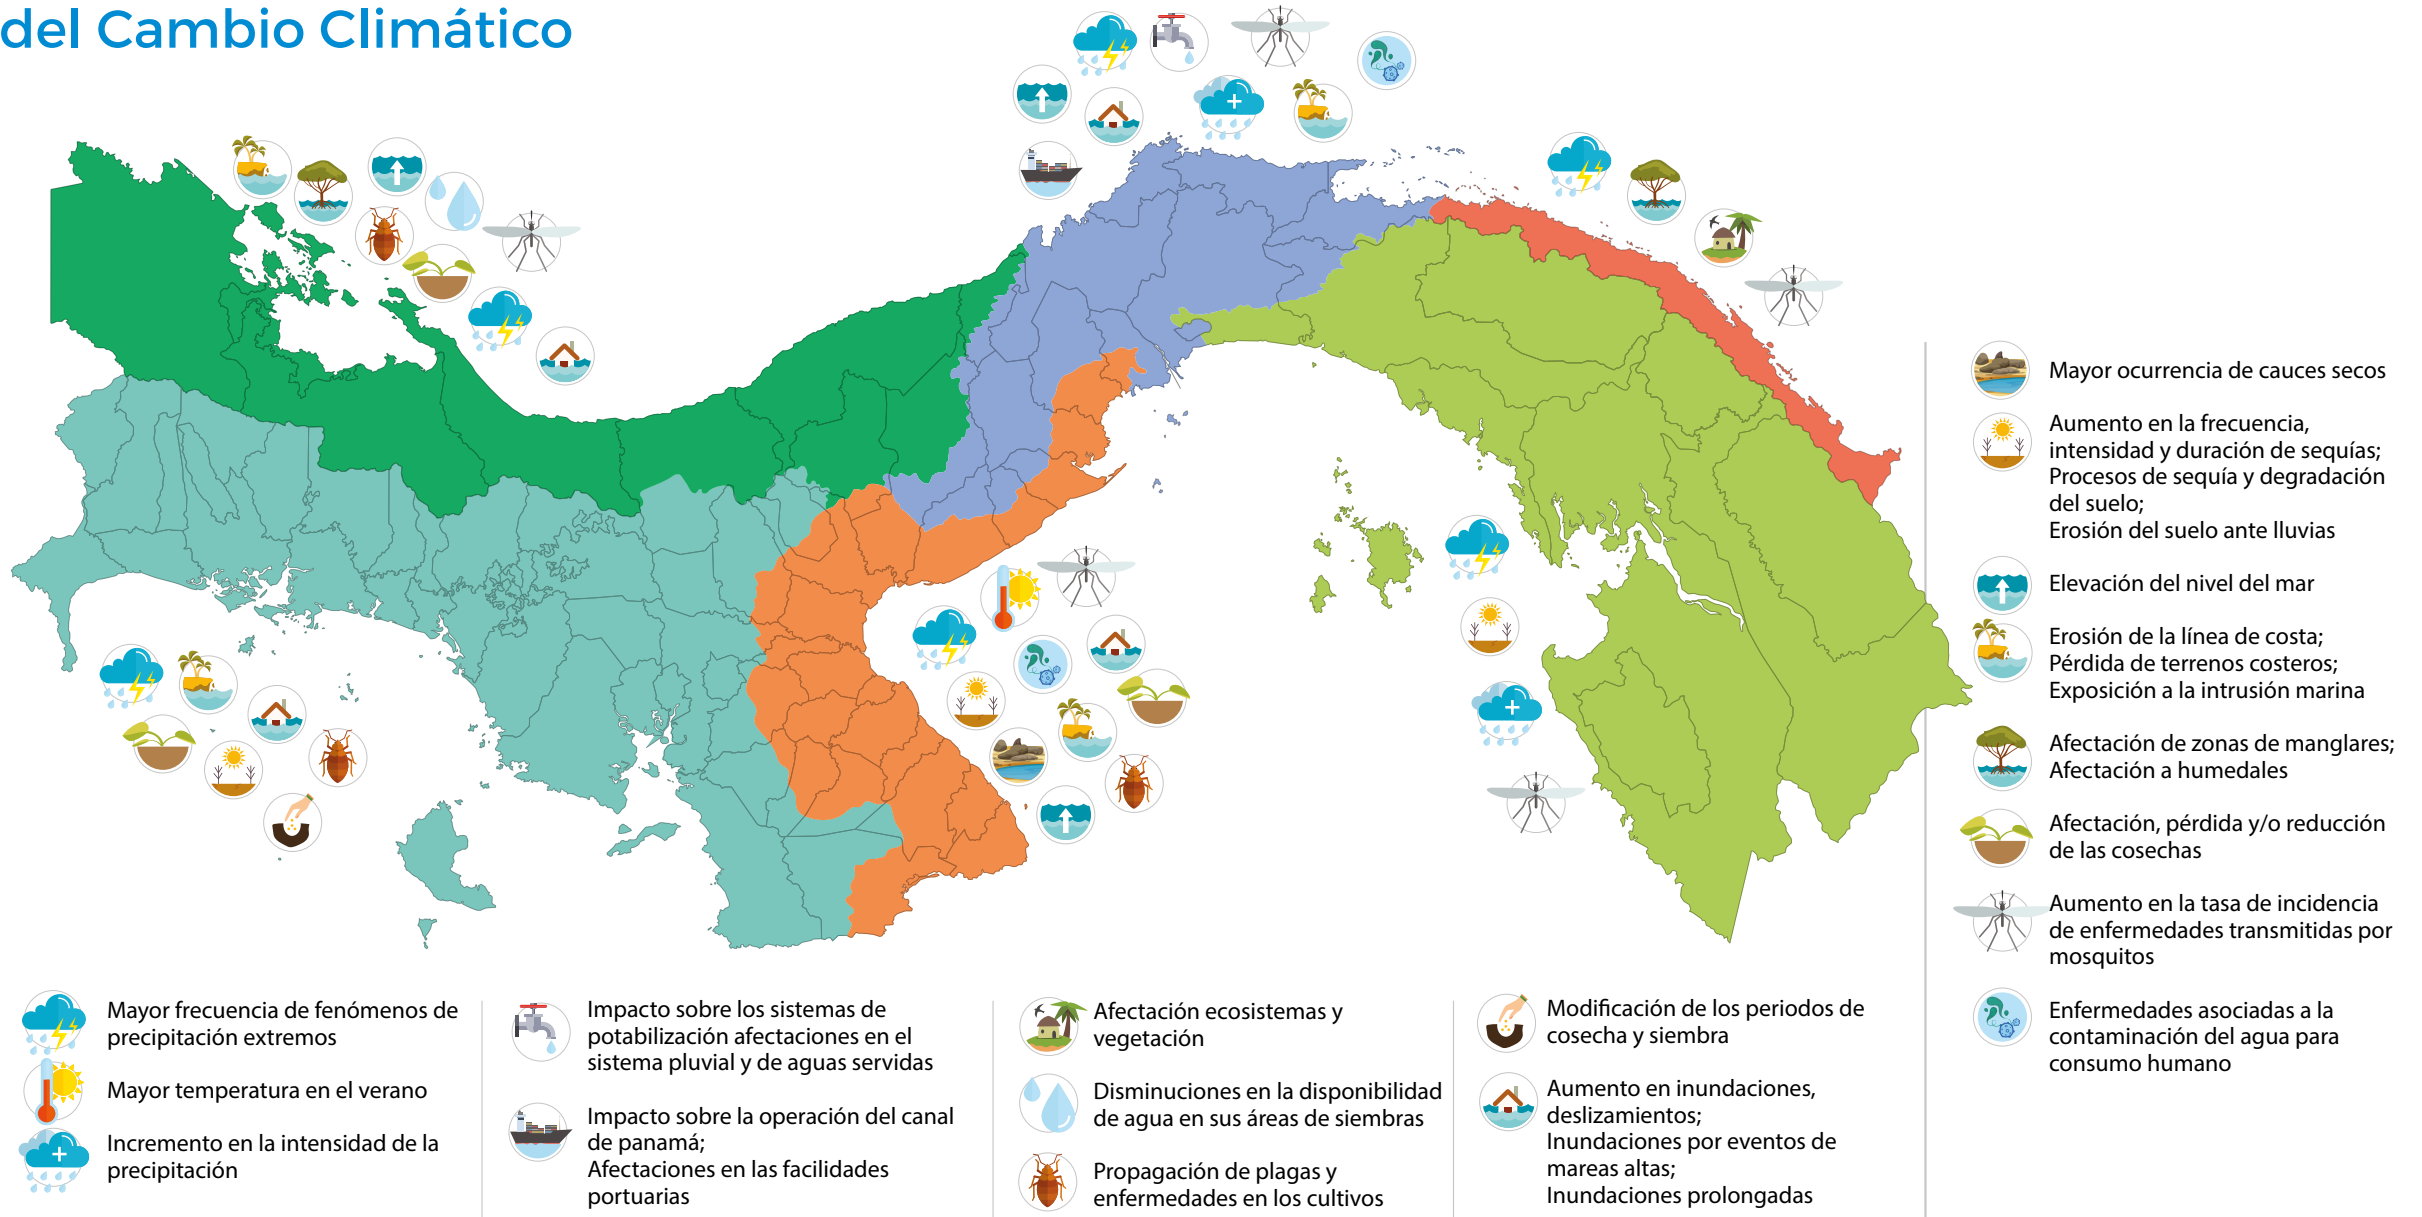 del Cambio Climático
Mayor ocurrencia de cauces secos
Aumento en la frecuencia,
intensidad y duración de sequías;
Procesos de sequía y degradación
del suelo;
Erosión del suelo ante lluvias
Elevación del nivel del mar
Erosión de la línea de costa;
Pérdida de terrenos costeros;
Exposición a la intrusión marina
Afectación de zonas de manglares;
Afectación a humedales
Afectación, pérdida y/o reducción
de las cosechas
Aumento en la tasa de incidencia
de enfermedades transmitidas por
mosquitos
Enfermedades asociadas a la
contaminación del agua para
consumo humano
Mayor frecuencia de fenómenos de
precipitación extremos
Mayor temperatura en el verano
Incremento en la intensidad de la
precipitación
Impacto sobre los sistemas de
potabilización afectaciones en el
sistema pluvial y de aguas servidas
Impacto sobre la operación del canal
de panamá;
Afectaciones en las facilidades
portuarias
Afectación ecosistemas y
vegetación
Disminuciones en la disponibilidad
de agua en sus áreas de siembras
Propagación de plagas y
enfermedades en los cultivos
Modificación de los periodos de
cosecha y siembra
Aumento en inundaciones,
deslizamientos;
Inundaciones por eventos de
mareas altas;
Inundaciones prolongadas